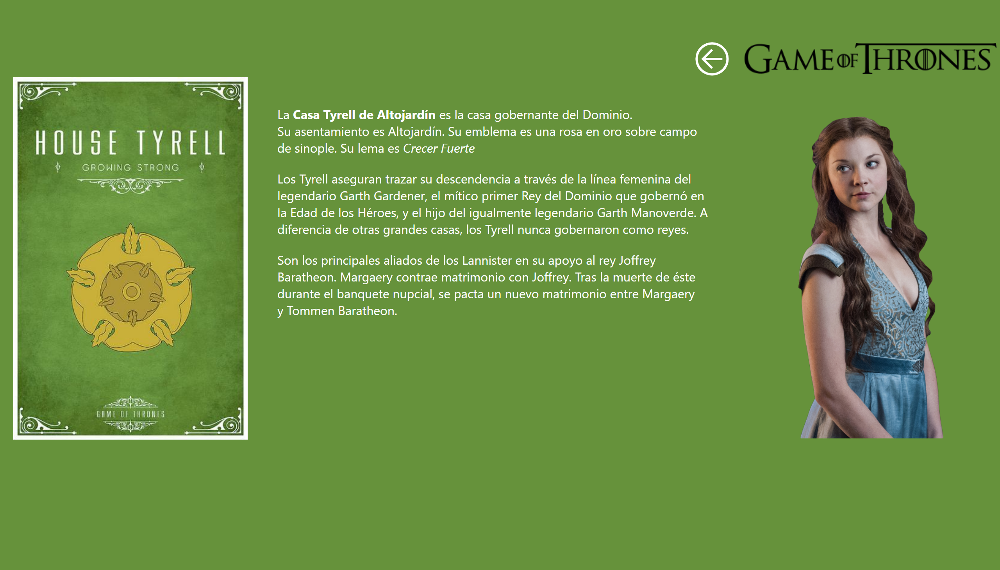 GAME OF THRONES
HOUSE TYRELL
GROWING STRONG
GAME OF THRONES
La Casa Tyrell de Altojardín es la casa gobernante del Dominio.
Su asentamiento es Altojardín. Su emblema es una rosa en oro sobre campo
de sinople. Su lema es Crecer Fuerte
Los Tyrell aseguran trazar su descendencia a través de la línea femenina del
legendario Garth Gardener, el mítico primer Rey del Dominio que gobernó en
la Edad de los Héroes, y el hijo del igualmente legendario Garth Manoverde. A
diferencia de otras grandes casas, los Tyrell nunca gobernaron como reyes.
Son los principales aliados de los Lannister en su apoyo al rey Joffrey
Baratheon. Margaery contrae matrimonio con Joffrey. Tras la muerte de éste
durante el banquete nupcial, se pacta un nuevo matrimonio entre Margaery
y Tommen Baratheon.